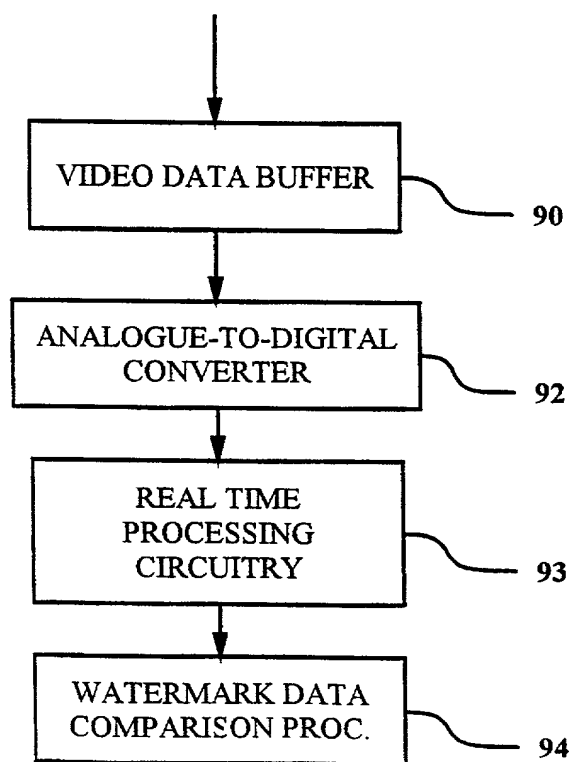 VIDEO DATA BUFFER
90
ANALOGUE-TO-DIGITAL
CONVERTER
92
REAL TIME
PROCESSING
CIRCUITRY
93
WATERMARK DATA
COMPARISON PROC.
94